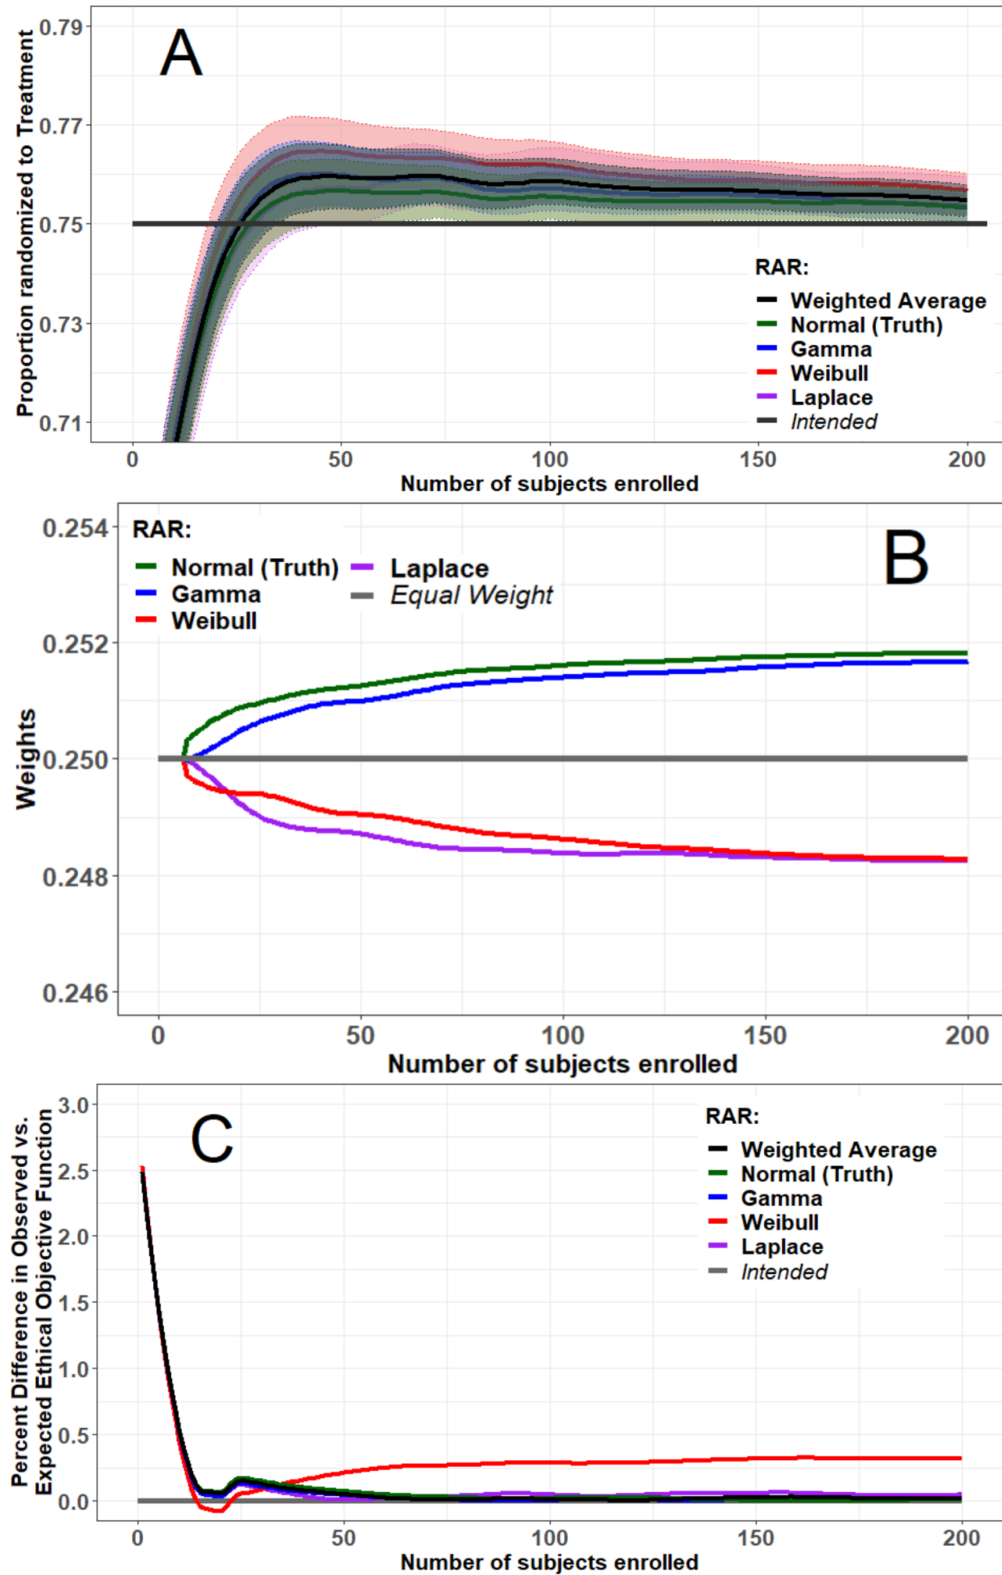 A
Proportion randomized to Treatment
0.79
0.77
0.75
0.73
0.71
RAR:
Weighted Average
Normal (Truth)
Gamma
Weibull
Laplace
Intended
0
50
100
150
200
Number of subjects enrolled
B
Weights
0.254
0.252
0.250
0.248
0.246
RAR:
Normal (Truth)
Gamma
Weibull
Laplace
Equal Weight
0
50
100
150
200
Number of subjects enrolled
C
Percent Difference in Observed vs.
Expected Ethical Objective Function
3.0
2.5
2.0
1.5
1.0
0.5
0.0
RAR:
Weighted Average
Normal (Truth)
Gamma
Weibull
Laplace
Intended
0
50
100
150
200
Number of subjects enrolled